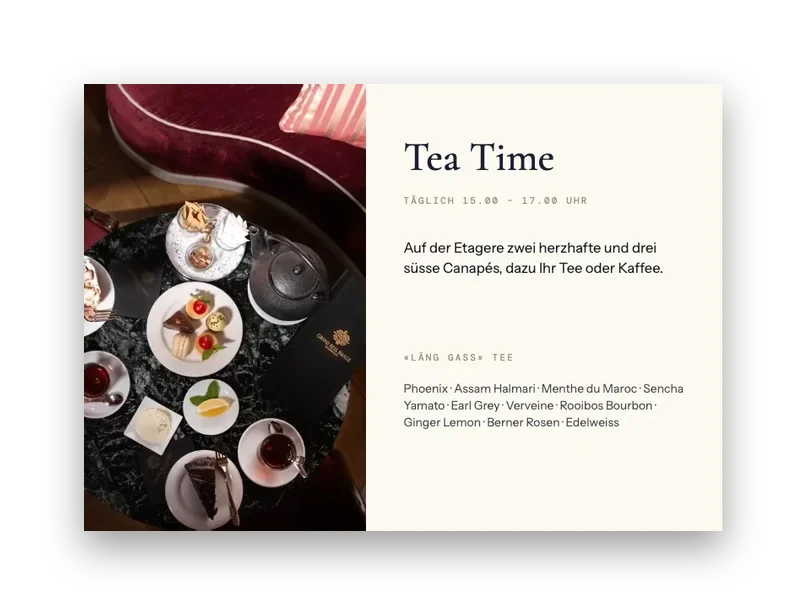 Tea Time
TÄGLICH 15.00 – 17.00 UHR
Auf der Etagere zwei herzhafte und drei
süsse Canapés, dazu Ihr Tee oder Kaffee.
«LÄNG GASS» TEE
Phoenix · Assam Halmari · Menthe du Maroc · Sencha
Yamato · Earl Grey · Verveine · Rooibos Bourbon ·
Ginger Lemon · Berner Rosen · Edelweiss